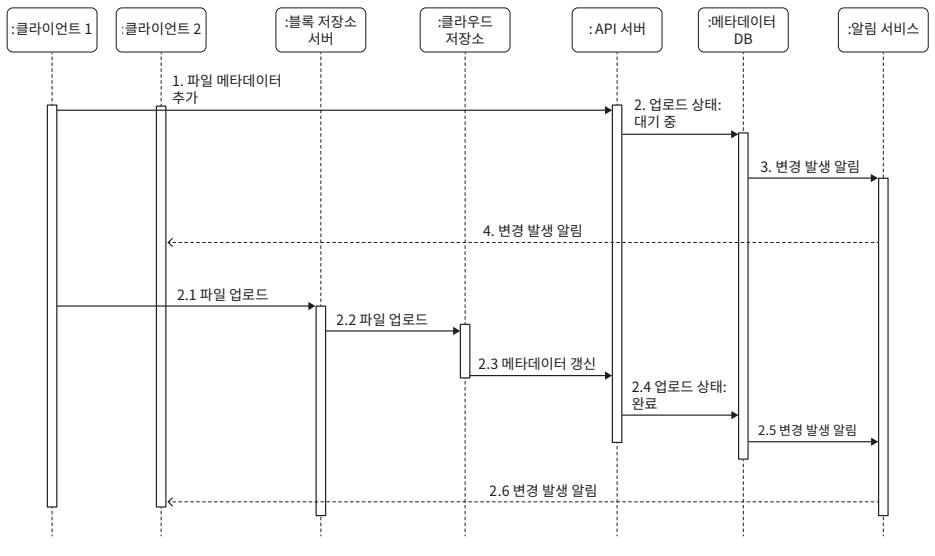 :클라이언트 1
:클라이언트 2
:블록 저장소
서버
:클라우드
저장소
:API 서버
:메타데이터
DB
:알림 서비스
1. 파일 메타데이터
추가
2. 업로드 상태:
대기 중
3. 변경 발생 알림
4. 변경 발생 알림
2.1 파일 업로드
2.2 파일 업로드
2.3 메타데이터 갱신
2.4 업로드 상태:
완료
2.5 변경 발생 알림
2.6 변경 발생 알림